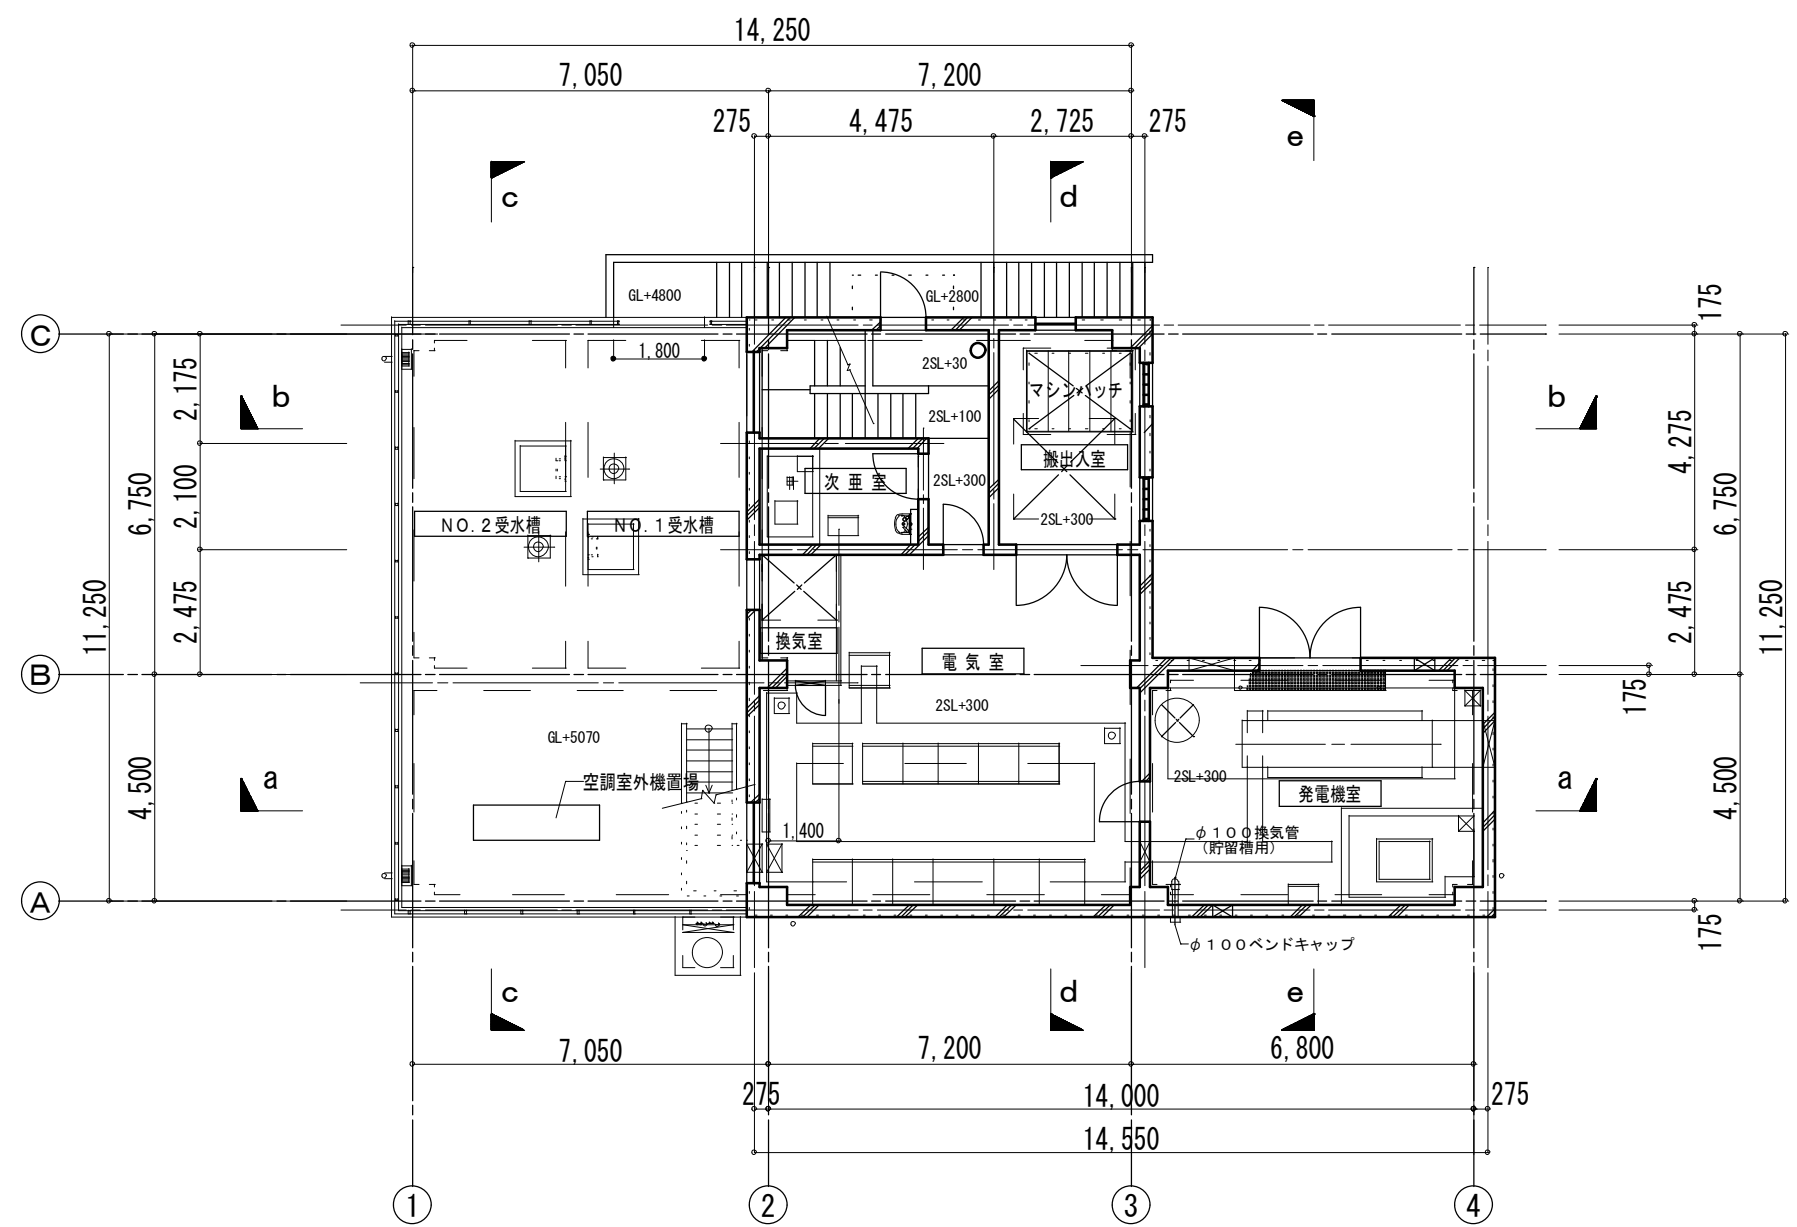 14,250
7,050
7,200
275
4,475
2,725
275
e
c
d
GL+4800
GL+2800
175
C
1,800
2SL+30
マシンハッチ
b
b
2,175
2SL+100
4,275
搬出入室
次亜室
2SL+300
6,750
2,100
NO.2受水槽
NO.1受水槽
2SL+300
6,750
11,250
2,475
換気室
電気室
2,475
11,250
B
2SL+300
175
GL+5070
a
空調室外機置場
2SL+300
a
発電機室
4,500
1,400
φ100換気管
(貯留槽用)
4,500
A
175
φ100ベンドキャップ
c
d
e
7,050
7,200
6,800
275
14,000
275
14,550
1
2
3
4